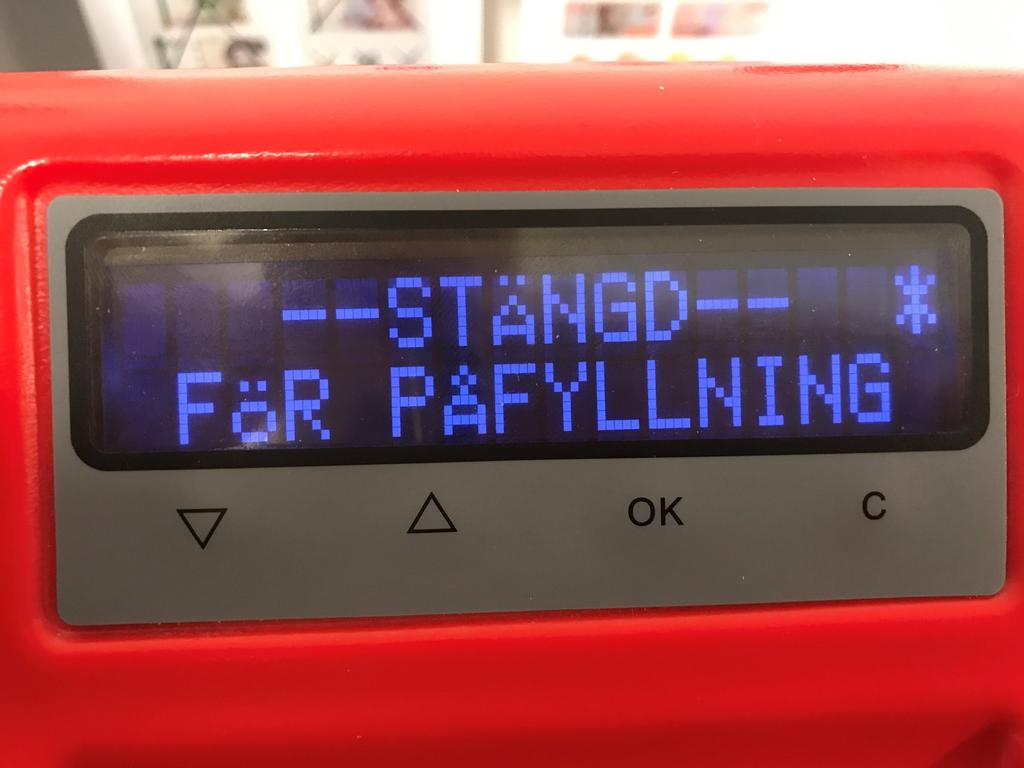 --STÄNGD-- *
FöR PÅFYLLNING
▽ △ OK C